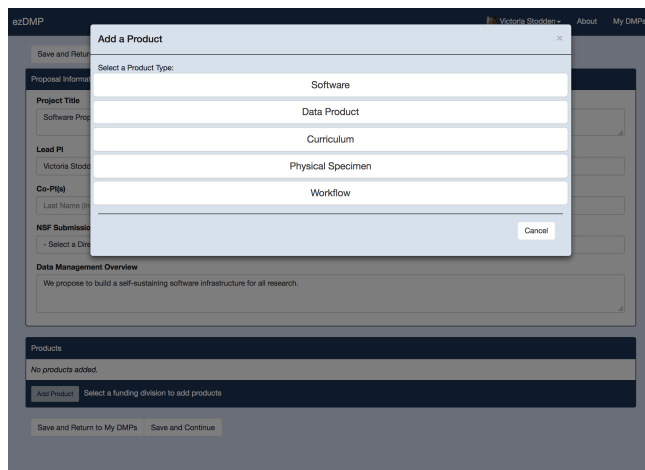 ezDMP
Victoria Stodden
About
My DMPs
Add a Product
×
Save and Retur
Select a Product Type:
Software
Data Product
Curriculum
Physical Specimen
Workflow
Cancel
Proposal Informat
Project Title
Software Prop
Lead PI
Victoria Stodd
Co-PI(s)
Last Name (In
NSF Submissio
- Select a Dire
Data Management Overview
We propose to build a self-sustaining software infrastructure for all research.
Products
No products added.
Add Product Select a funding division to add products
Save and Return to My DMPs Save and Continue